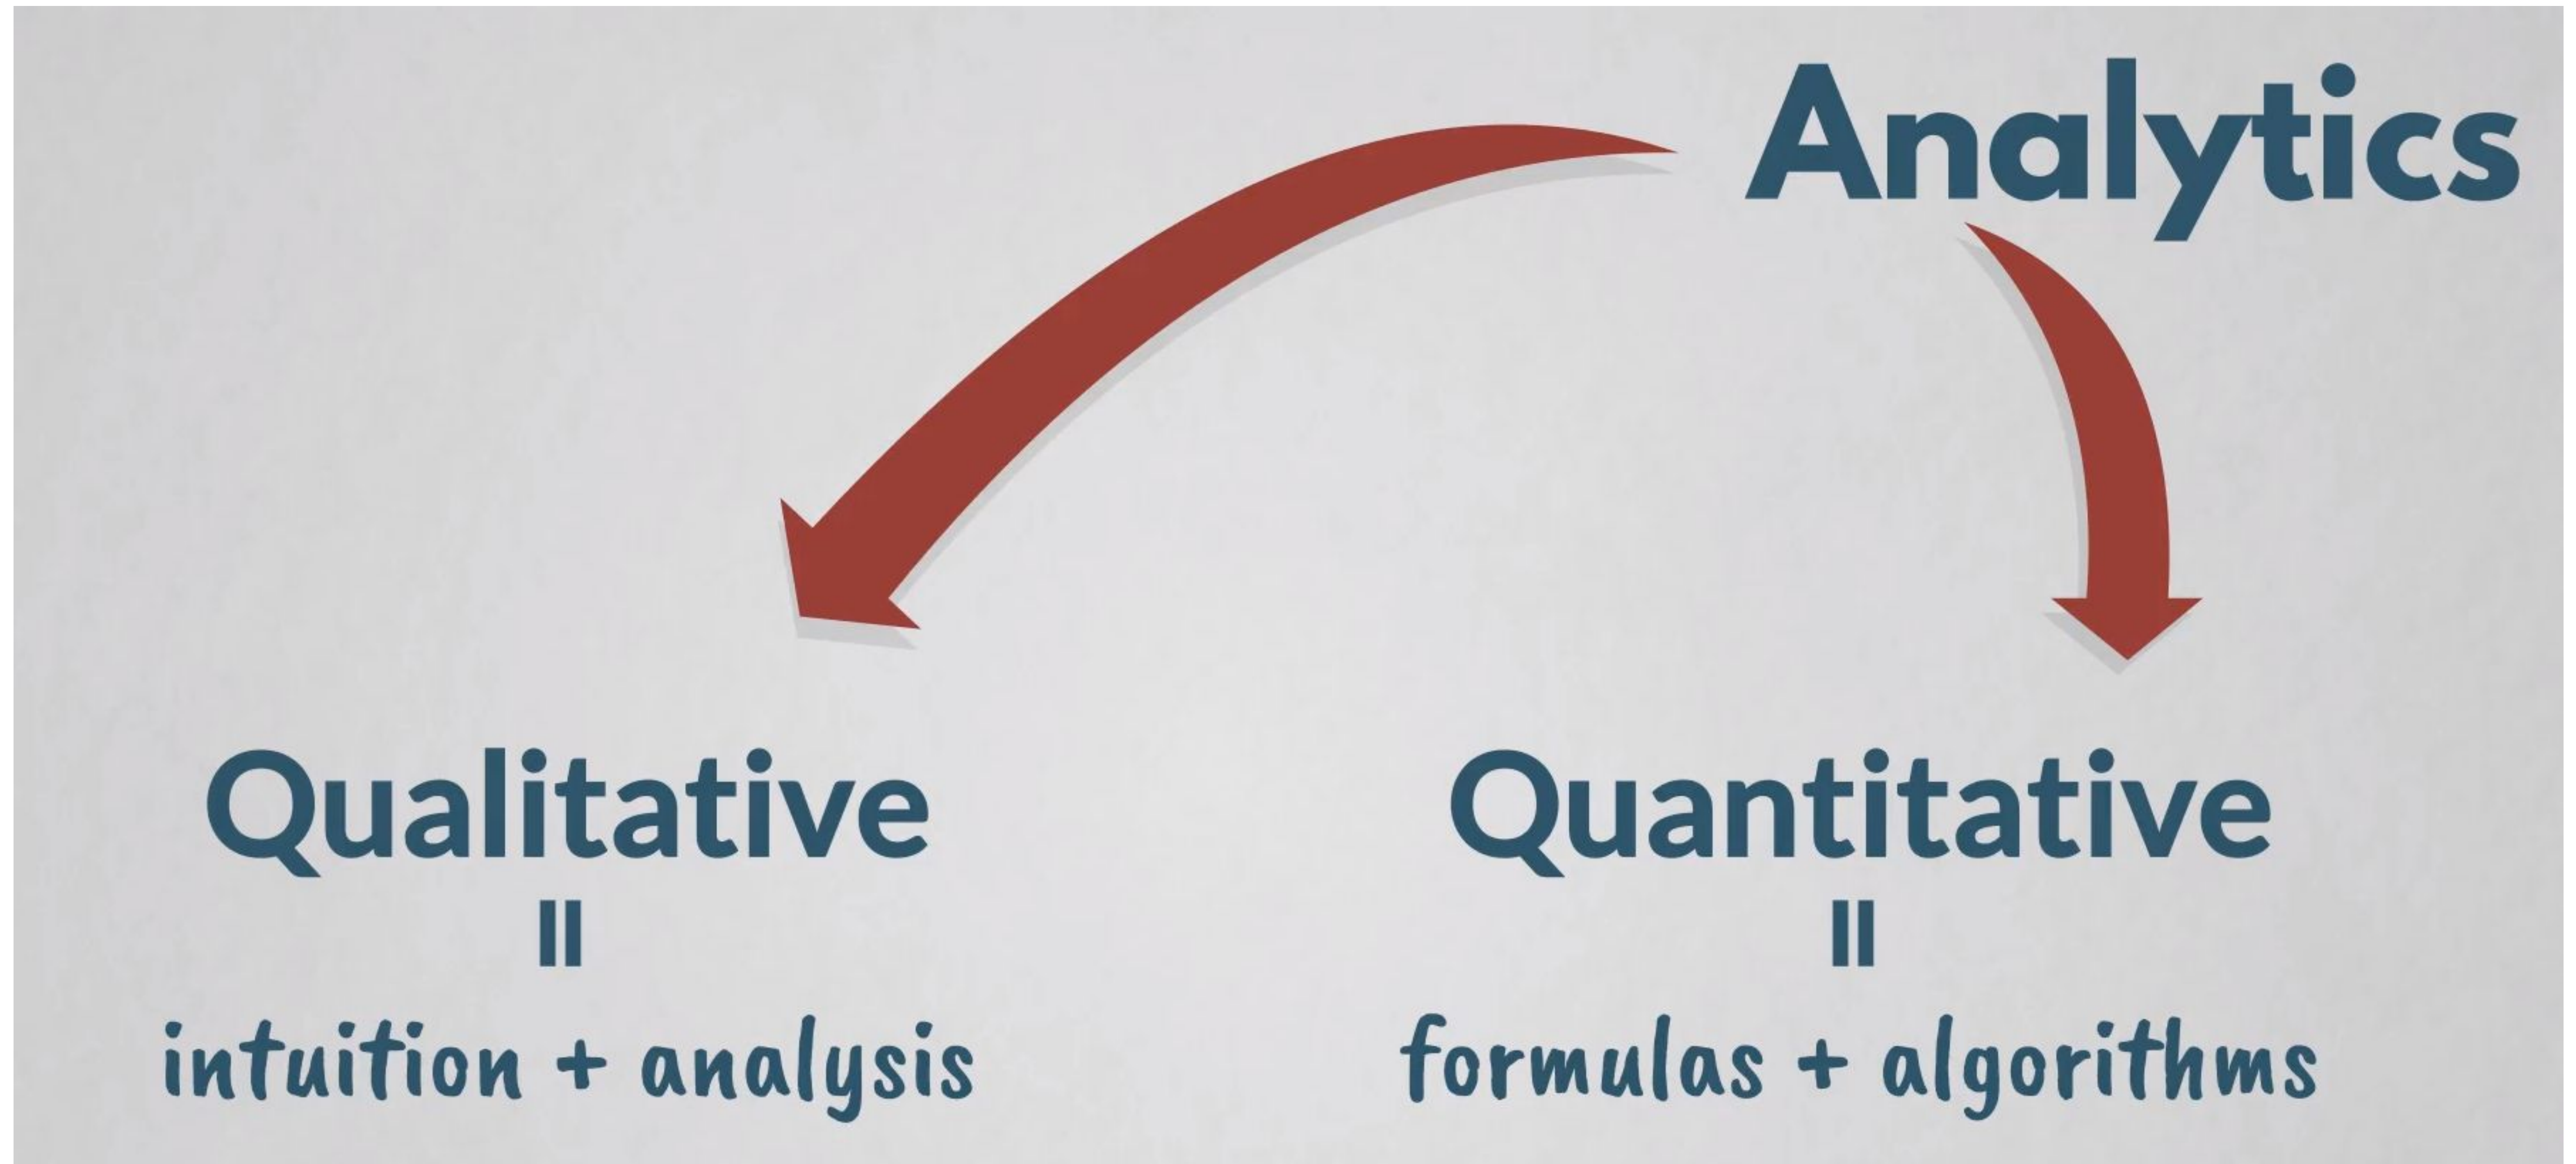 Analytics
Qualitative
Quantitative
=
=
intuition + analysis
formulas + algorithms